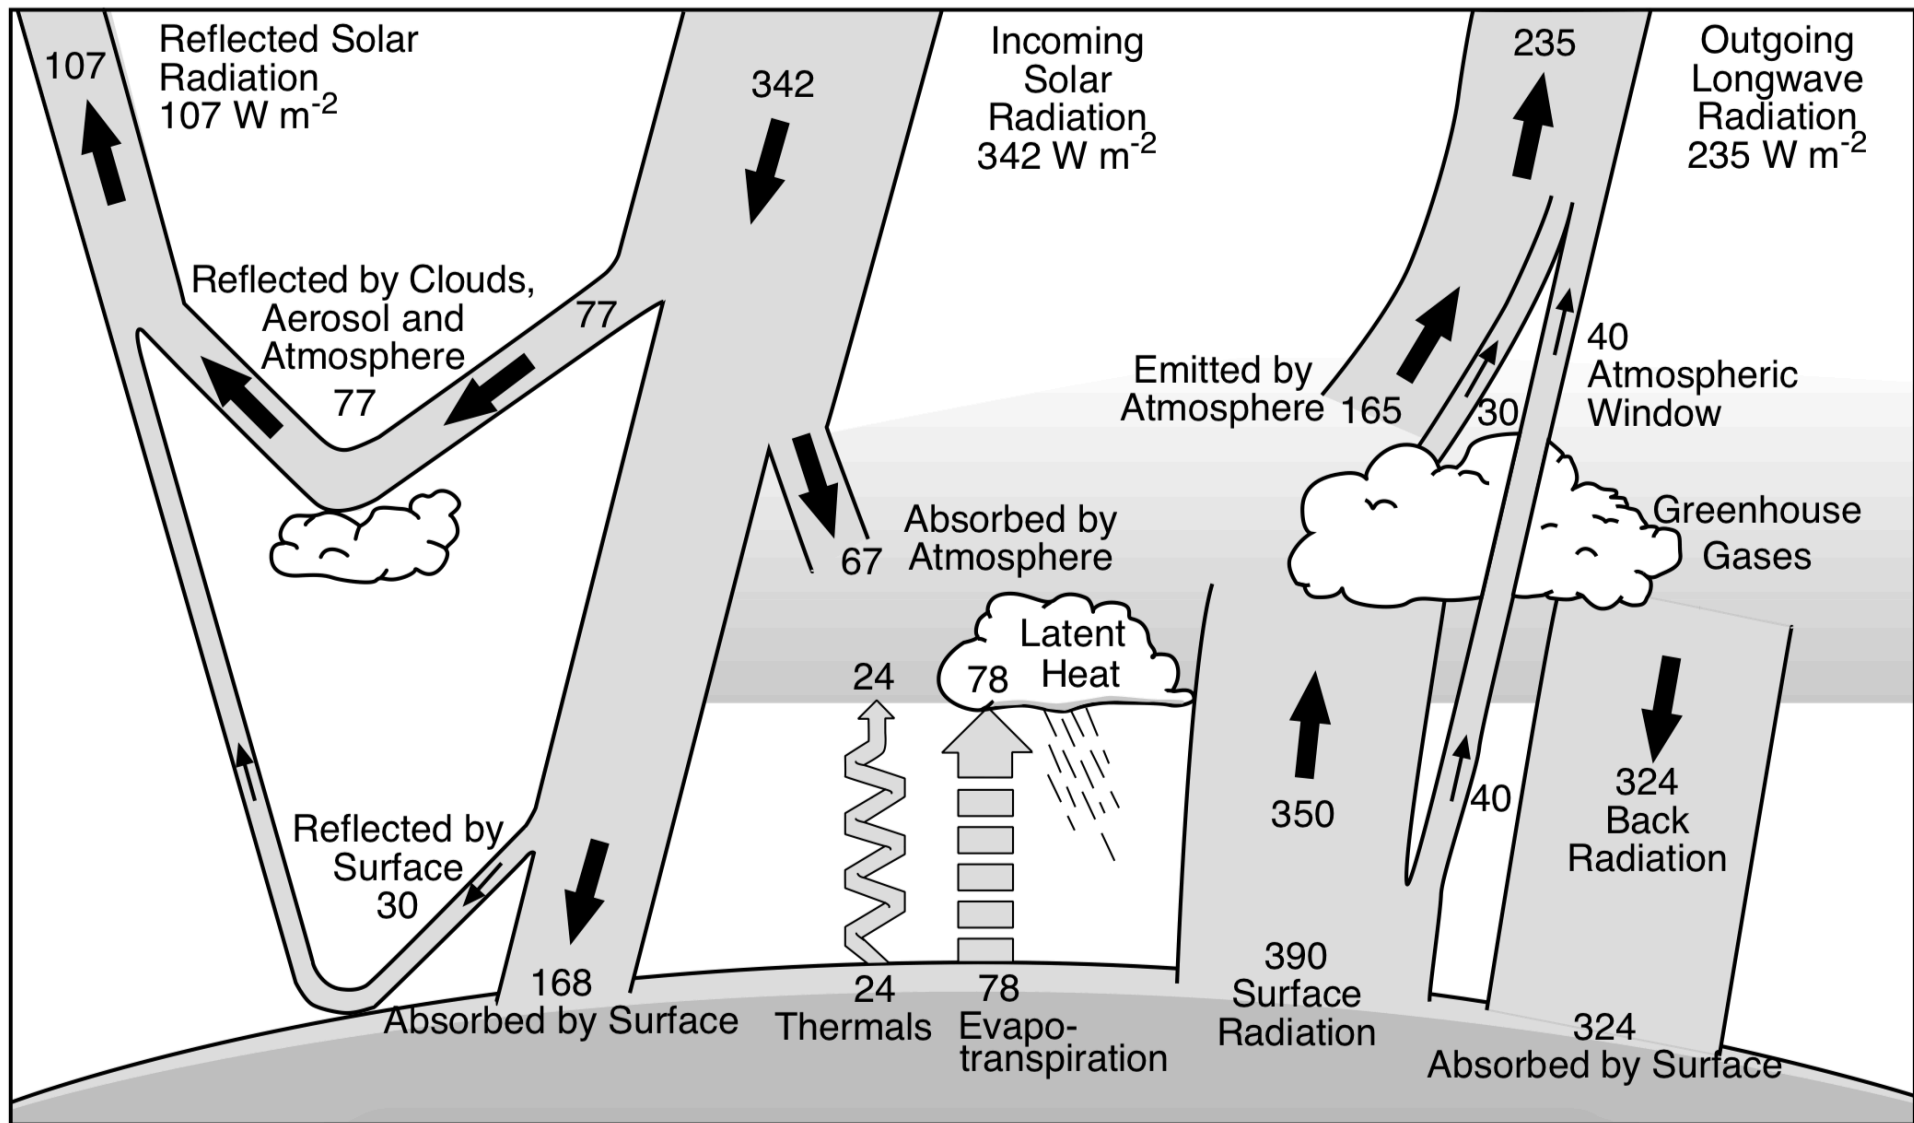 107
Reflected Solar
Radiation
107 W m-2
342
Incoming
Solar
Radiation
342 W m-2
235
Outgoing
Longwave
Radiation
235 W m-2
Reflected by Clouds,
Aerosol and
Atmosphere
77
77
Emitted by
Atmosphere
165
30
40
Atmospheric
Window
Absorbed by
Atmosphere
67
Greenhouse
Gases
Latent
Heat
24
78
350
40
324
Back
Radiation
Reflected by
Surface
30
168
Absorbed by Surface
24
Thermals
78
Evapo-
transpiration
390
Surface
Radiation
324
Absorbed by Surface